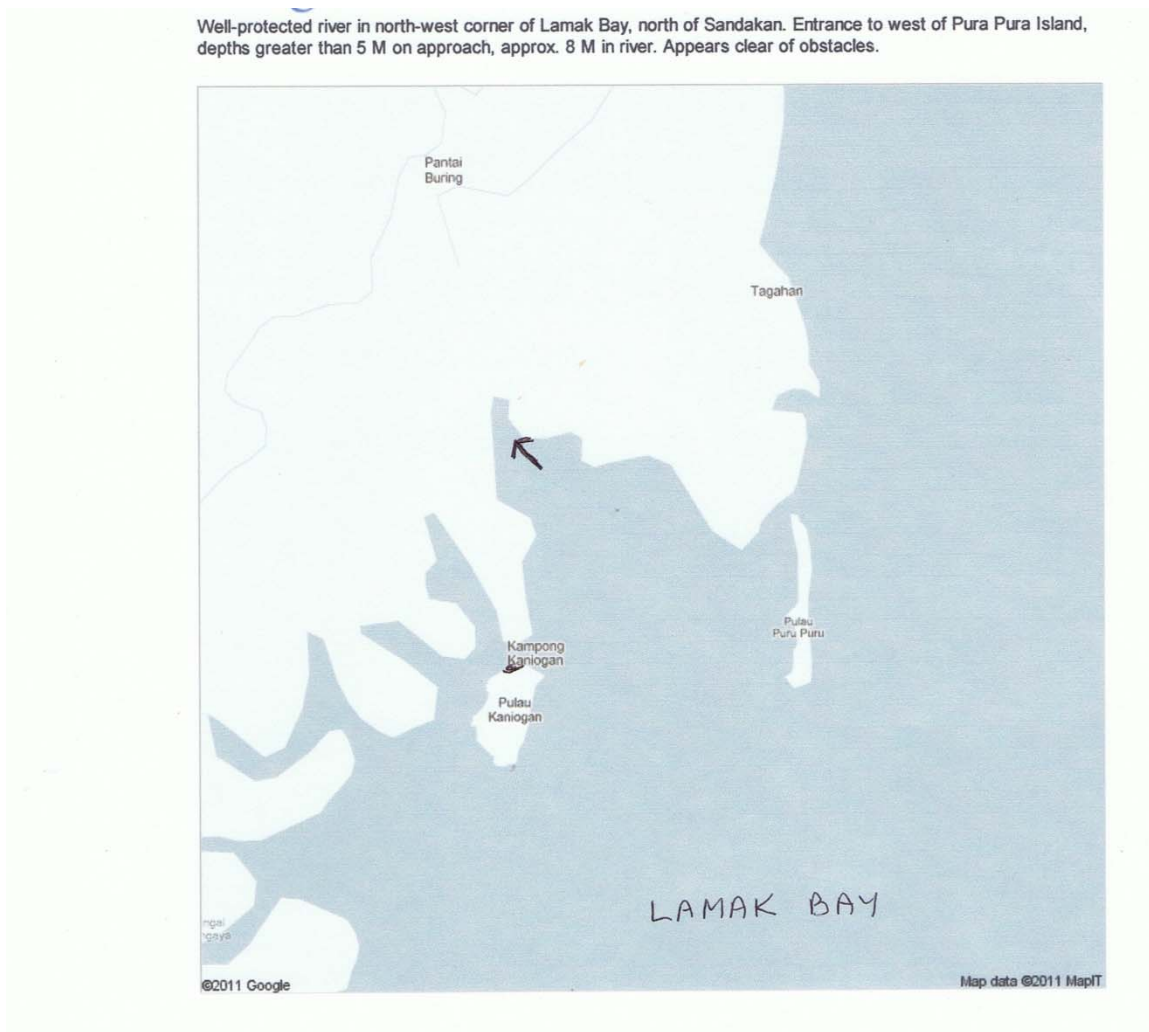 Well-protected river in north-west corner of Lamak Bay, north of Sandakan. Entrance to west of Pura Pura Island,
depths greater than 5 M on approach, approx. 8 M in river. Appears clear of obstacles.
Pantai
Buring
Tagahan
Pulau
Puru Puru
Kampong
Kaniogan
Pulau
Kaniogan
LAMAK BAY
ngai
©2011 Google
Map data ©2011 MapIT